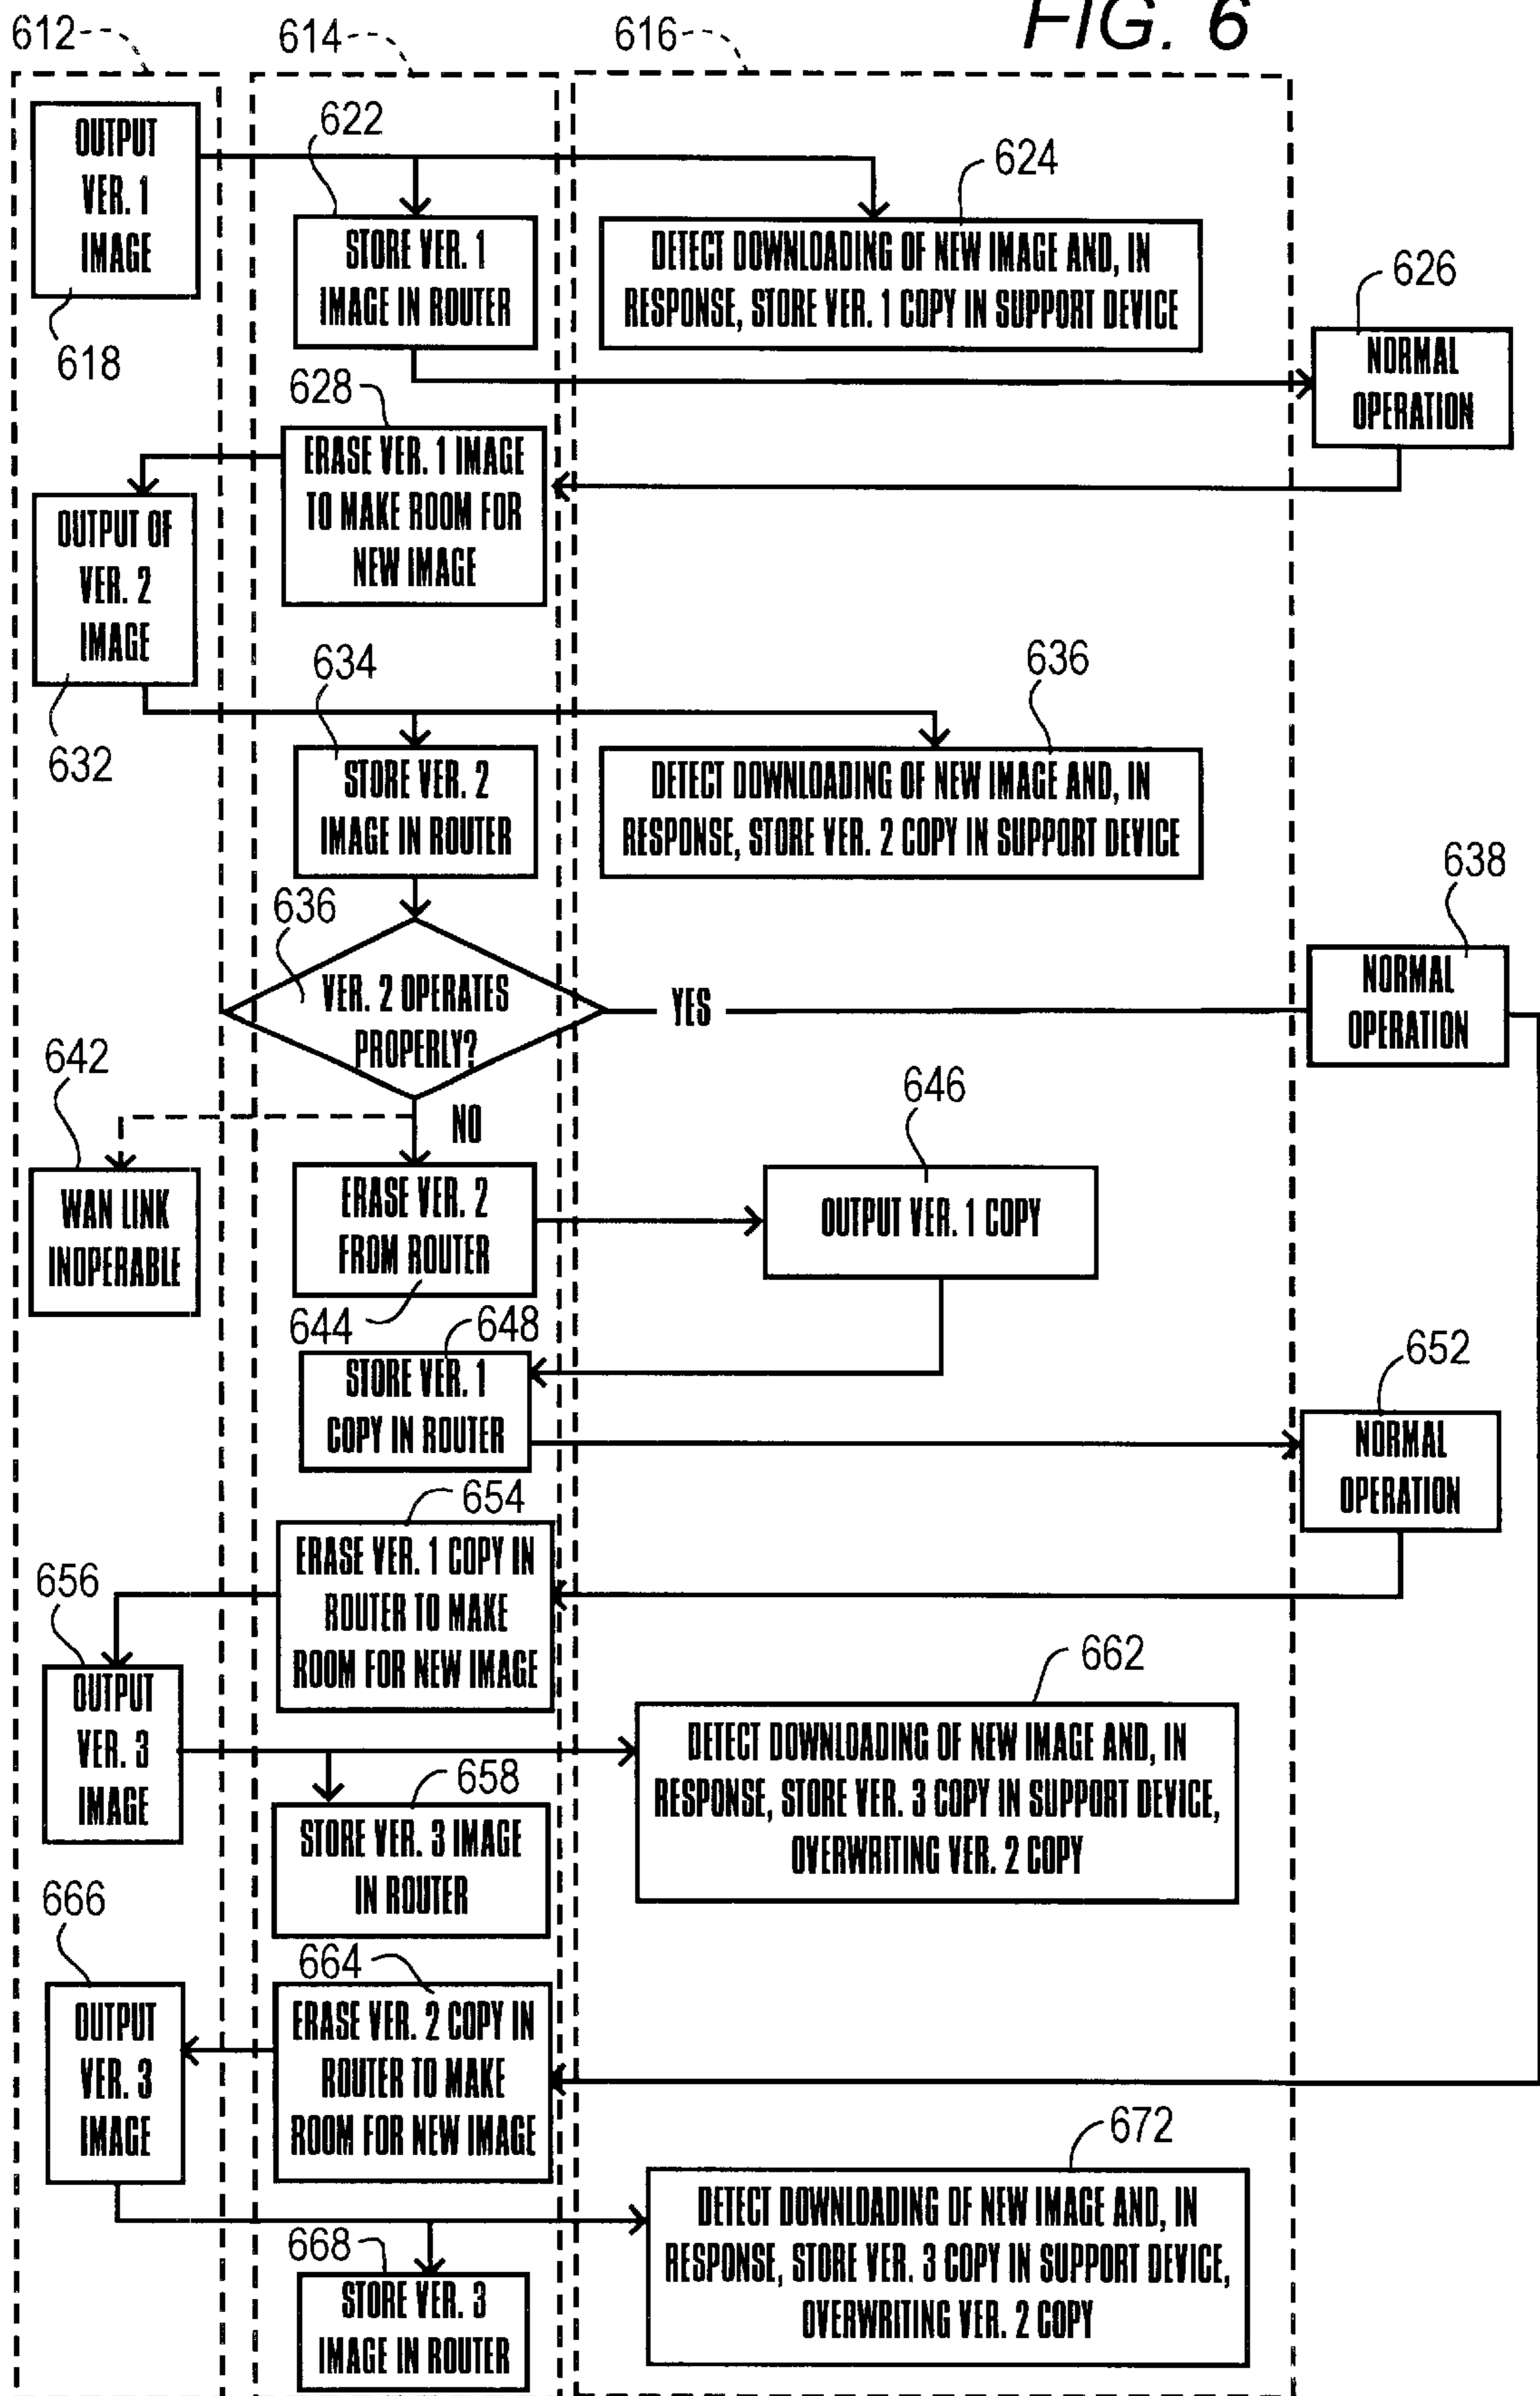 FIG. 6
612
614
616
OUTPUT
VER. 1
IMAGE
618
622
STORE VER. 1
IMAGE IN ROUTER
624
DETECT DOWNLOADING OF NEW IMAGE AND, IN
RESPONSE, STORE VER. 1 COPY IN SUPPORT DEVICE
626
NORMAL
OPERATION
628
ERASE VER. 1 IMAGE
TO MAKE ROOM FOR
NEW IMAGE
OUTPUT OF
VER. 2
IMAGE
632
634
STORE VER. 2
IMAGE IN ROUTER
636
DETECT DOWNLOADING OF NEW IMAGE AND, IN
RESPONSE, STORE VER. 2 COPY IN SUPPORT DEVICE
636
VER. 2 OPERATES
PROPERLY?
YES
638
NORMAL
OPERATION
NO
642
WAN LINK
INOPERABLE
ERASE VER. 2
FROM ROUTER
644
646
OUTPUT VER. 1 COPY
648
STORE VER. 1
COPY IN ROUTER
652
NORMAL
OPERATION
654
ERASE VER. 1 COPY IN
ROUTER TO MAKE
ROOM FOR NEW IMAGE
656
OUTPUT
VER. 3
IMAGE
658
STORE VER. 3 IMAGE
IN ROUTER
662
DETECT DOWNLOADING OF NEW IMAGE AND, IN
RESPONSE, STORE VER. 3 COPY IN SUPPORT DEVICE,
OVERWRITING VER. 2 COPY
664
ERASE VER. 2 COPY IN
ROUTER TO MAKE
ROOM FOR NEW IMAGE
666
OUTPUT
VER. 3
IMAGE
668
STORE VER. 3
IMAGE IN ROUTER
672
DETECT DOWNLOADING OF NEW IMAGE AND, IN
RESPONSE, STORE VER. 3 COPY IN SUPPORT DEVICE,
OVERWRITING VER. 2 COPY